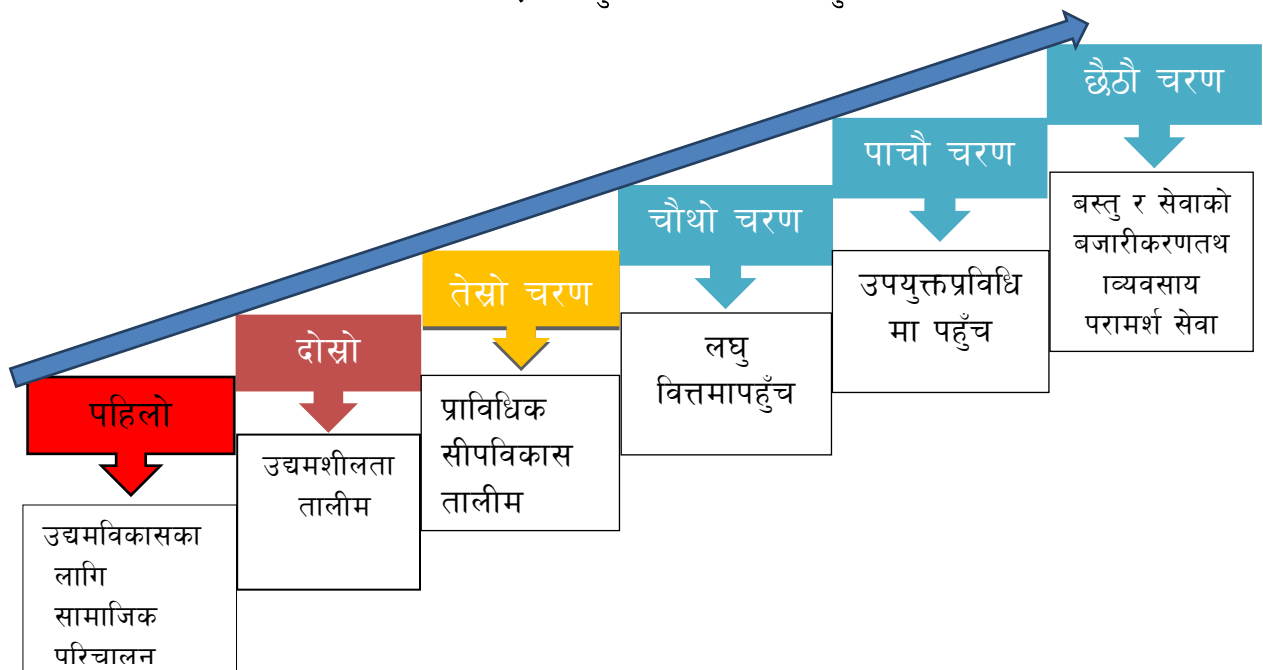 पहिलो
उद्यमविकासका
लागि
सामाजिक
परिचालन
दोस्रो
उद्यमशीलता
तालीम
तेस्रो चरण
प्राविधिक
सीपविकास
तालीम
चौथो चरण
लघु
वित्तमापहुँच
पाचौ चरण
उपयुक्तप्रविधि
मा पहुँच
छैठौ चरण
बस्तु र सेवाको
बजारीकरणतथ
ाव्यवसाय
परामर्श सेवा